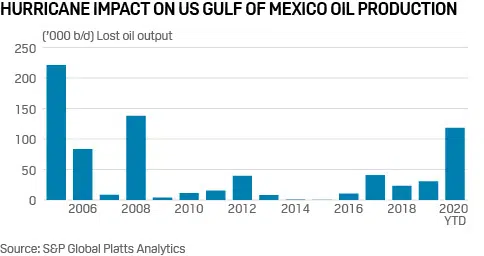 HURRICANE IMPACT ON US GULF OF MEXICO OIL PRODUCTION
('000 b/d) Lost oil output
250
200
150
100
50
0
2006 2008 2010 2012 2014 2016 2018 2020
YTD
Source: S&P Global Platts Analytics